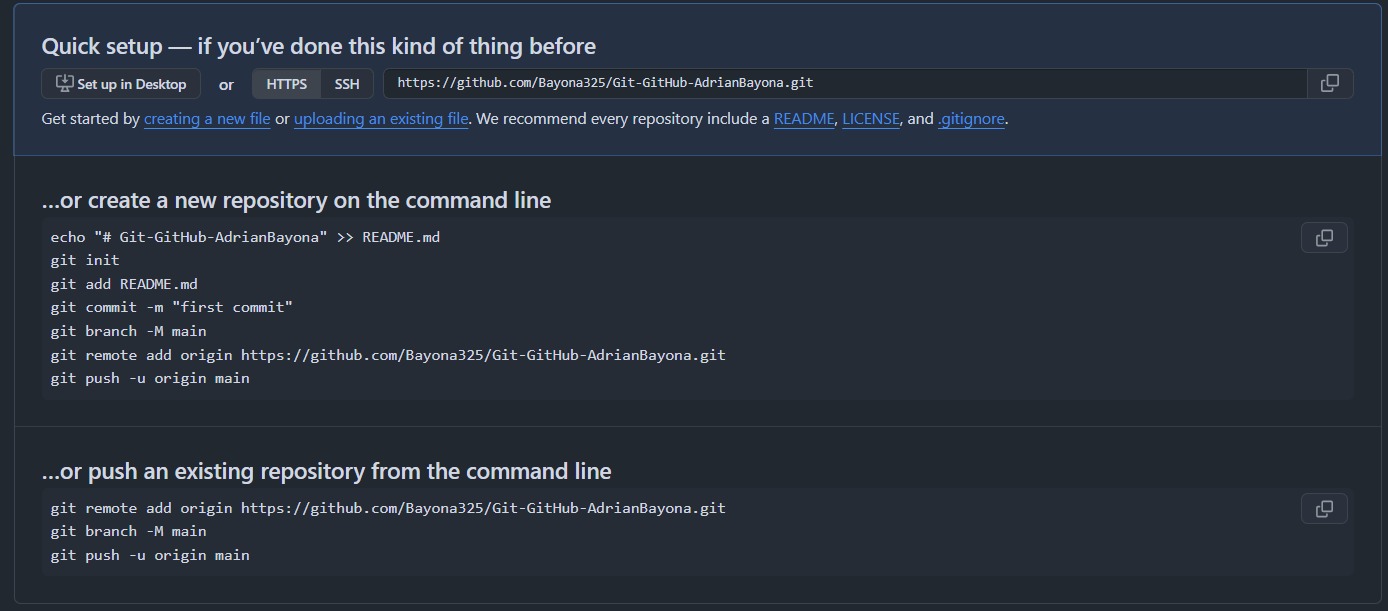 Quick setup — if you’ve done this kind of thing before
Set up in Desktop or HTTPS SSH https://github.com/Bayona325/Git-GitHub-AdrianBayona.git
Get started by creating a new file or uploading an existing file. We recommend every repository include a README, LICENSE, and .gitignore.
…or create a new repository on the command line
echo "# Git-GitHub-AdrianBayona" >> README.md
git init
git add README.md
git commit -m "first commit"
git branch -M main
git remote add origin https://github.com/Bayona325/Git-GitHub-AdrianBayona.git
git push -u origin main
…or push an existing repository from the command line
git remote add origin https://github.com/Bayona325/Git-GitHub-AdrianBayona.git
git branch -M main
git push -u origin main